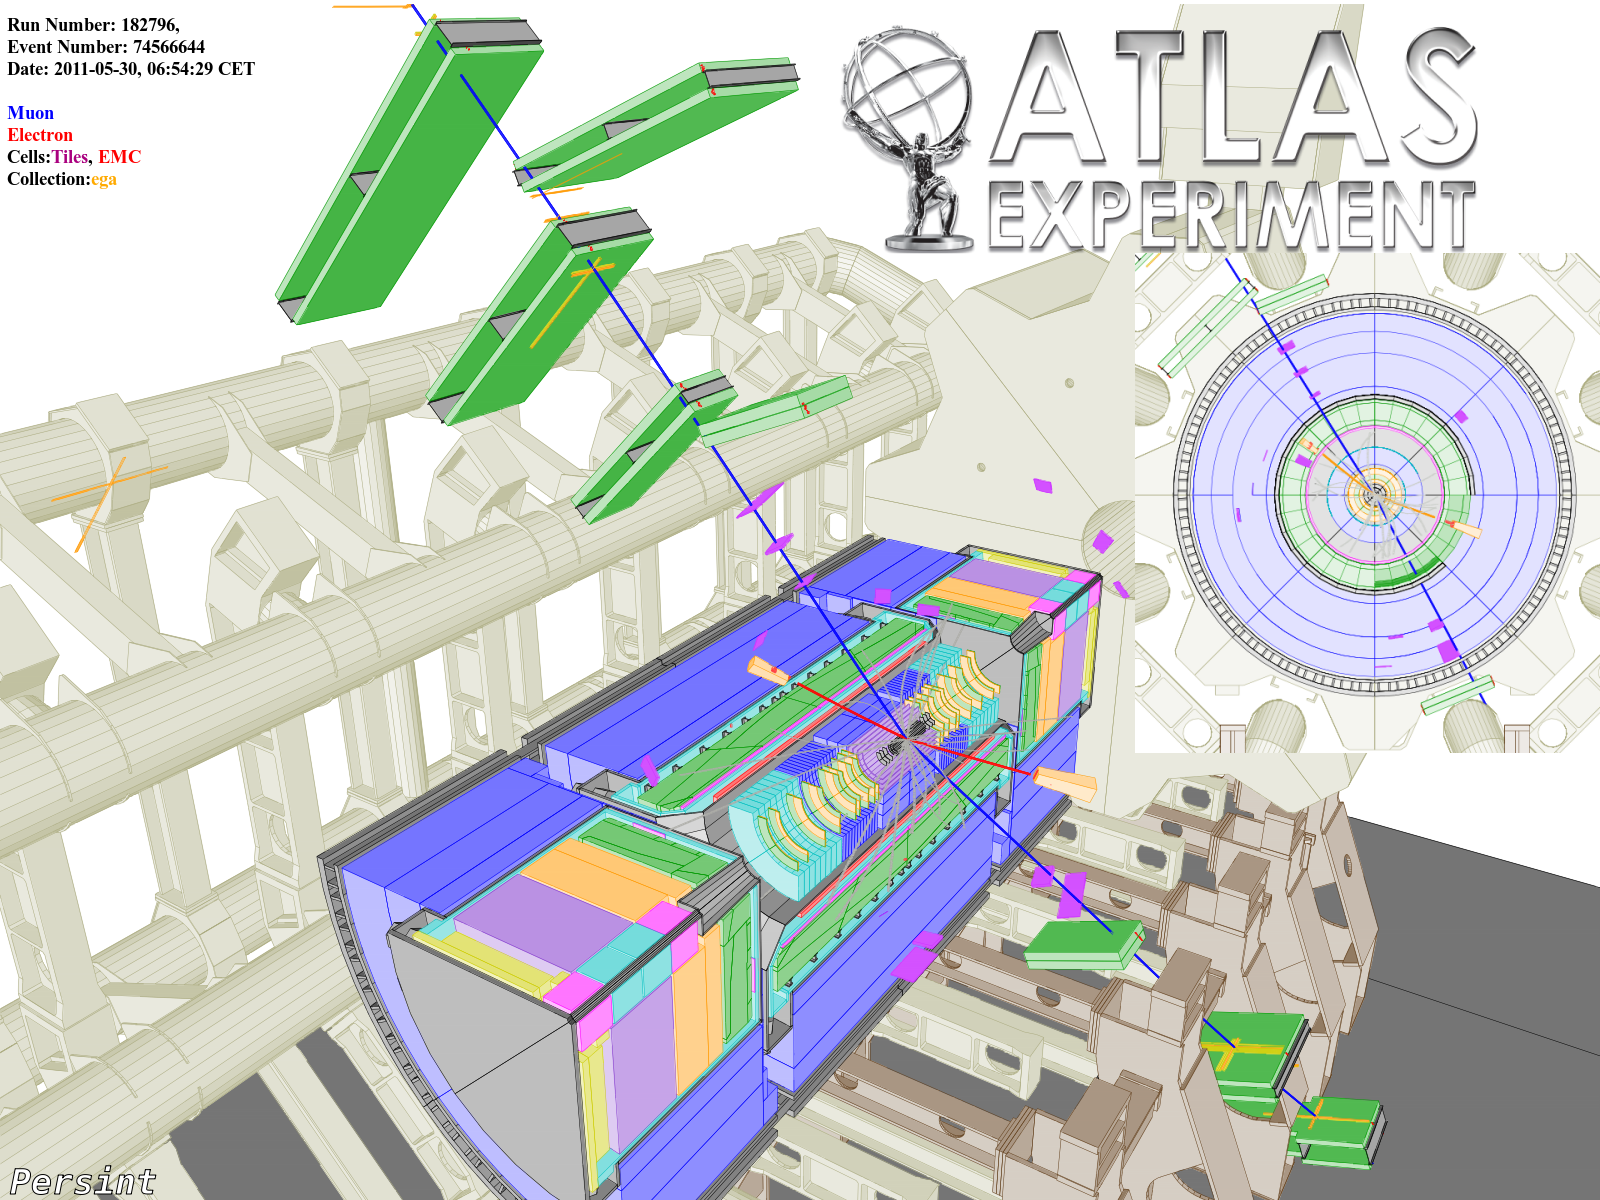 Run Number: 182796,
Event Number: 74566644
Date: 2011-05-30, 06:54:29 CET
Muon
Electron
Cells:Tiles, EMC
Collection:ega
ATLAS
EXPERIMENT
Persint